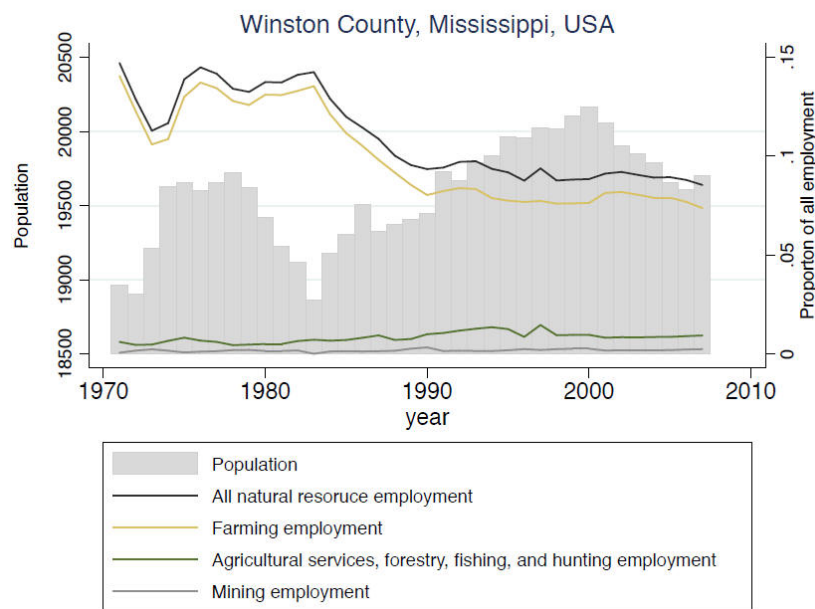 Winston County, Mississippi, USA
Population
20500
20000
19500
19000
18500
.15
.1
.05
0
Proporton of all employment
1970
1980
1990
2000
2010
year
Population
All natural resoruce employment
Farming employment
Agricultural services, forestry, fishing, and hunting employment
Mining employment